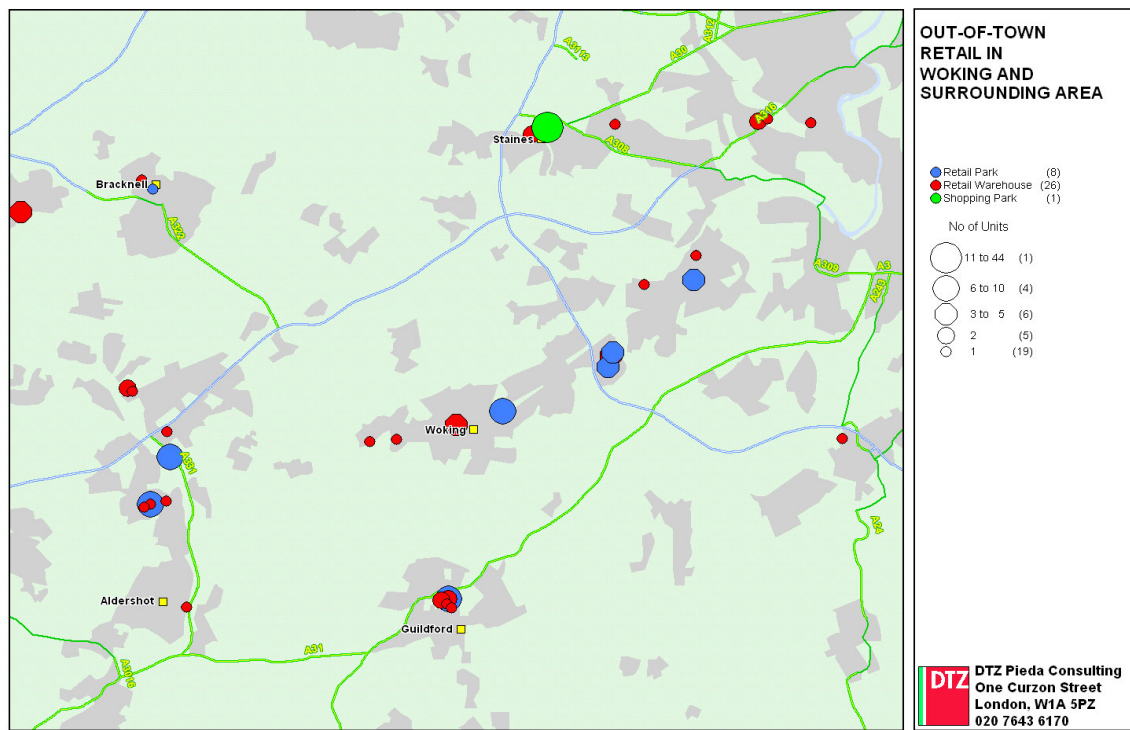 OUT-OF-TOWN
RETAIL IN
WOKING AND
SURROUNDING AREA
Retail Park (8)
Retail Warehouse (26)
Shopping Park (1)
No of Units
11 to 44 (1)
6 to 10 (4)
3 to 5 (6)
2 (5)
1 (19)
A312
A30
A3113
A316
Staines
A302
Bracknell
A322
A309
A3
A243
Woking
A331
A24
Aldershot
Guildford
A31
A3016
DTZ
DTZ Pieda Consulting
One Curzon Street
London, W1A 5PZ
020 7643 6170